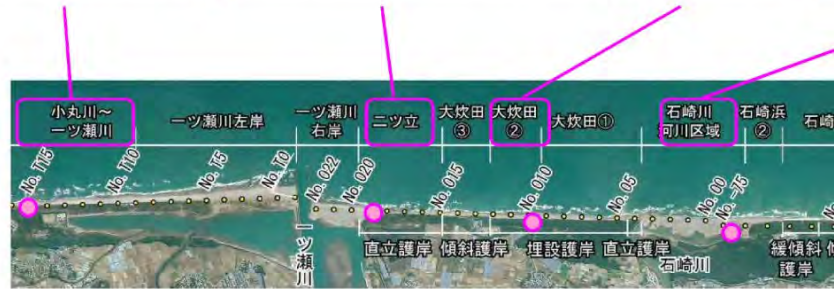 小丸川～
一ツ瀬川
一ツ瀬川左岸
一ツ瀬川
右岸
二ツ立
大炊田
③
大炊田
②
大炊田①
石崎川
河川区域
石崎浜
②
石崎
No. T15
No. T10
No. T5
No. T0
No. 022
No. 020
No. 015
No. 010
No. 05
No. 00
No. -75
一ツ瀬川
直立護岸
傾斜護岸
埋設護岸
直立護岸
石崎川
緩傾斜
護岸